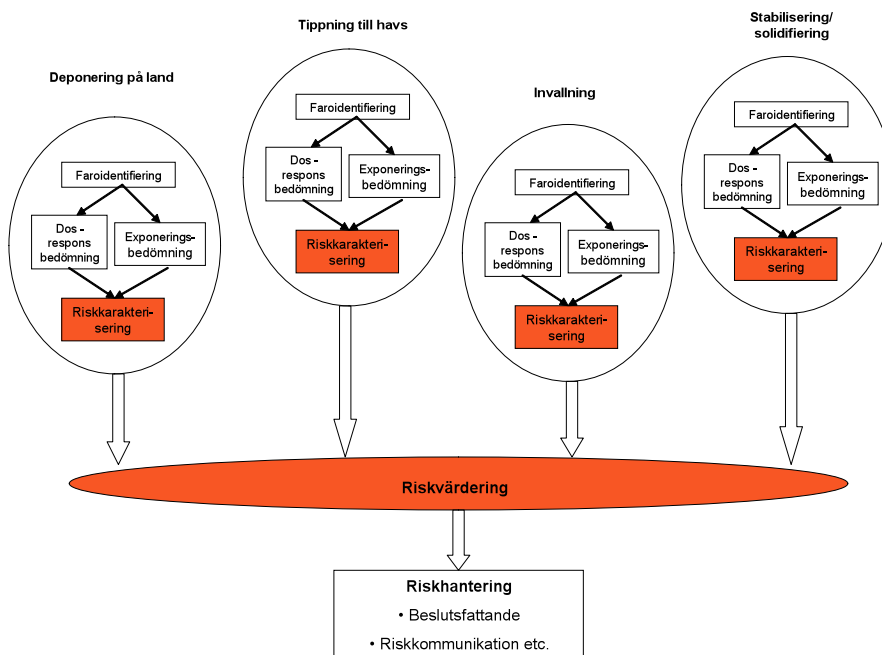 Deponering på land
Faroidentifiering
Dos -
respons
bedömning
Exponerings-
bedömning
Riskkarakteri-
sering
Tippning till havs
Faroidentifiering
Dos -
respons
bedömning
Exponerings-
bedömning
Riskkarakteri-
sering
Invallning
Faroidentifiering
Dos -
respons
bedömning
Exponerings-
bedömning
Riskkarakteri-
sering
Stabilisering/
solidifiering
Faroidentifiering
Dos -
respons
bedömning
Exponerings-
bedömning
Riskkarakteri-
sering
Riskvärdering
Riskhantering
• Beslutsfattande
• Riskkommunikation etc.